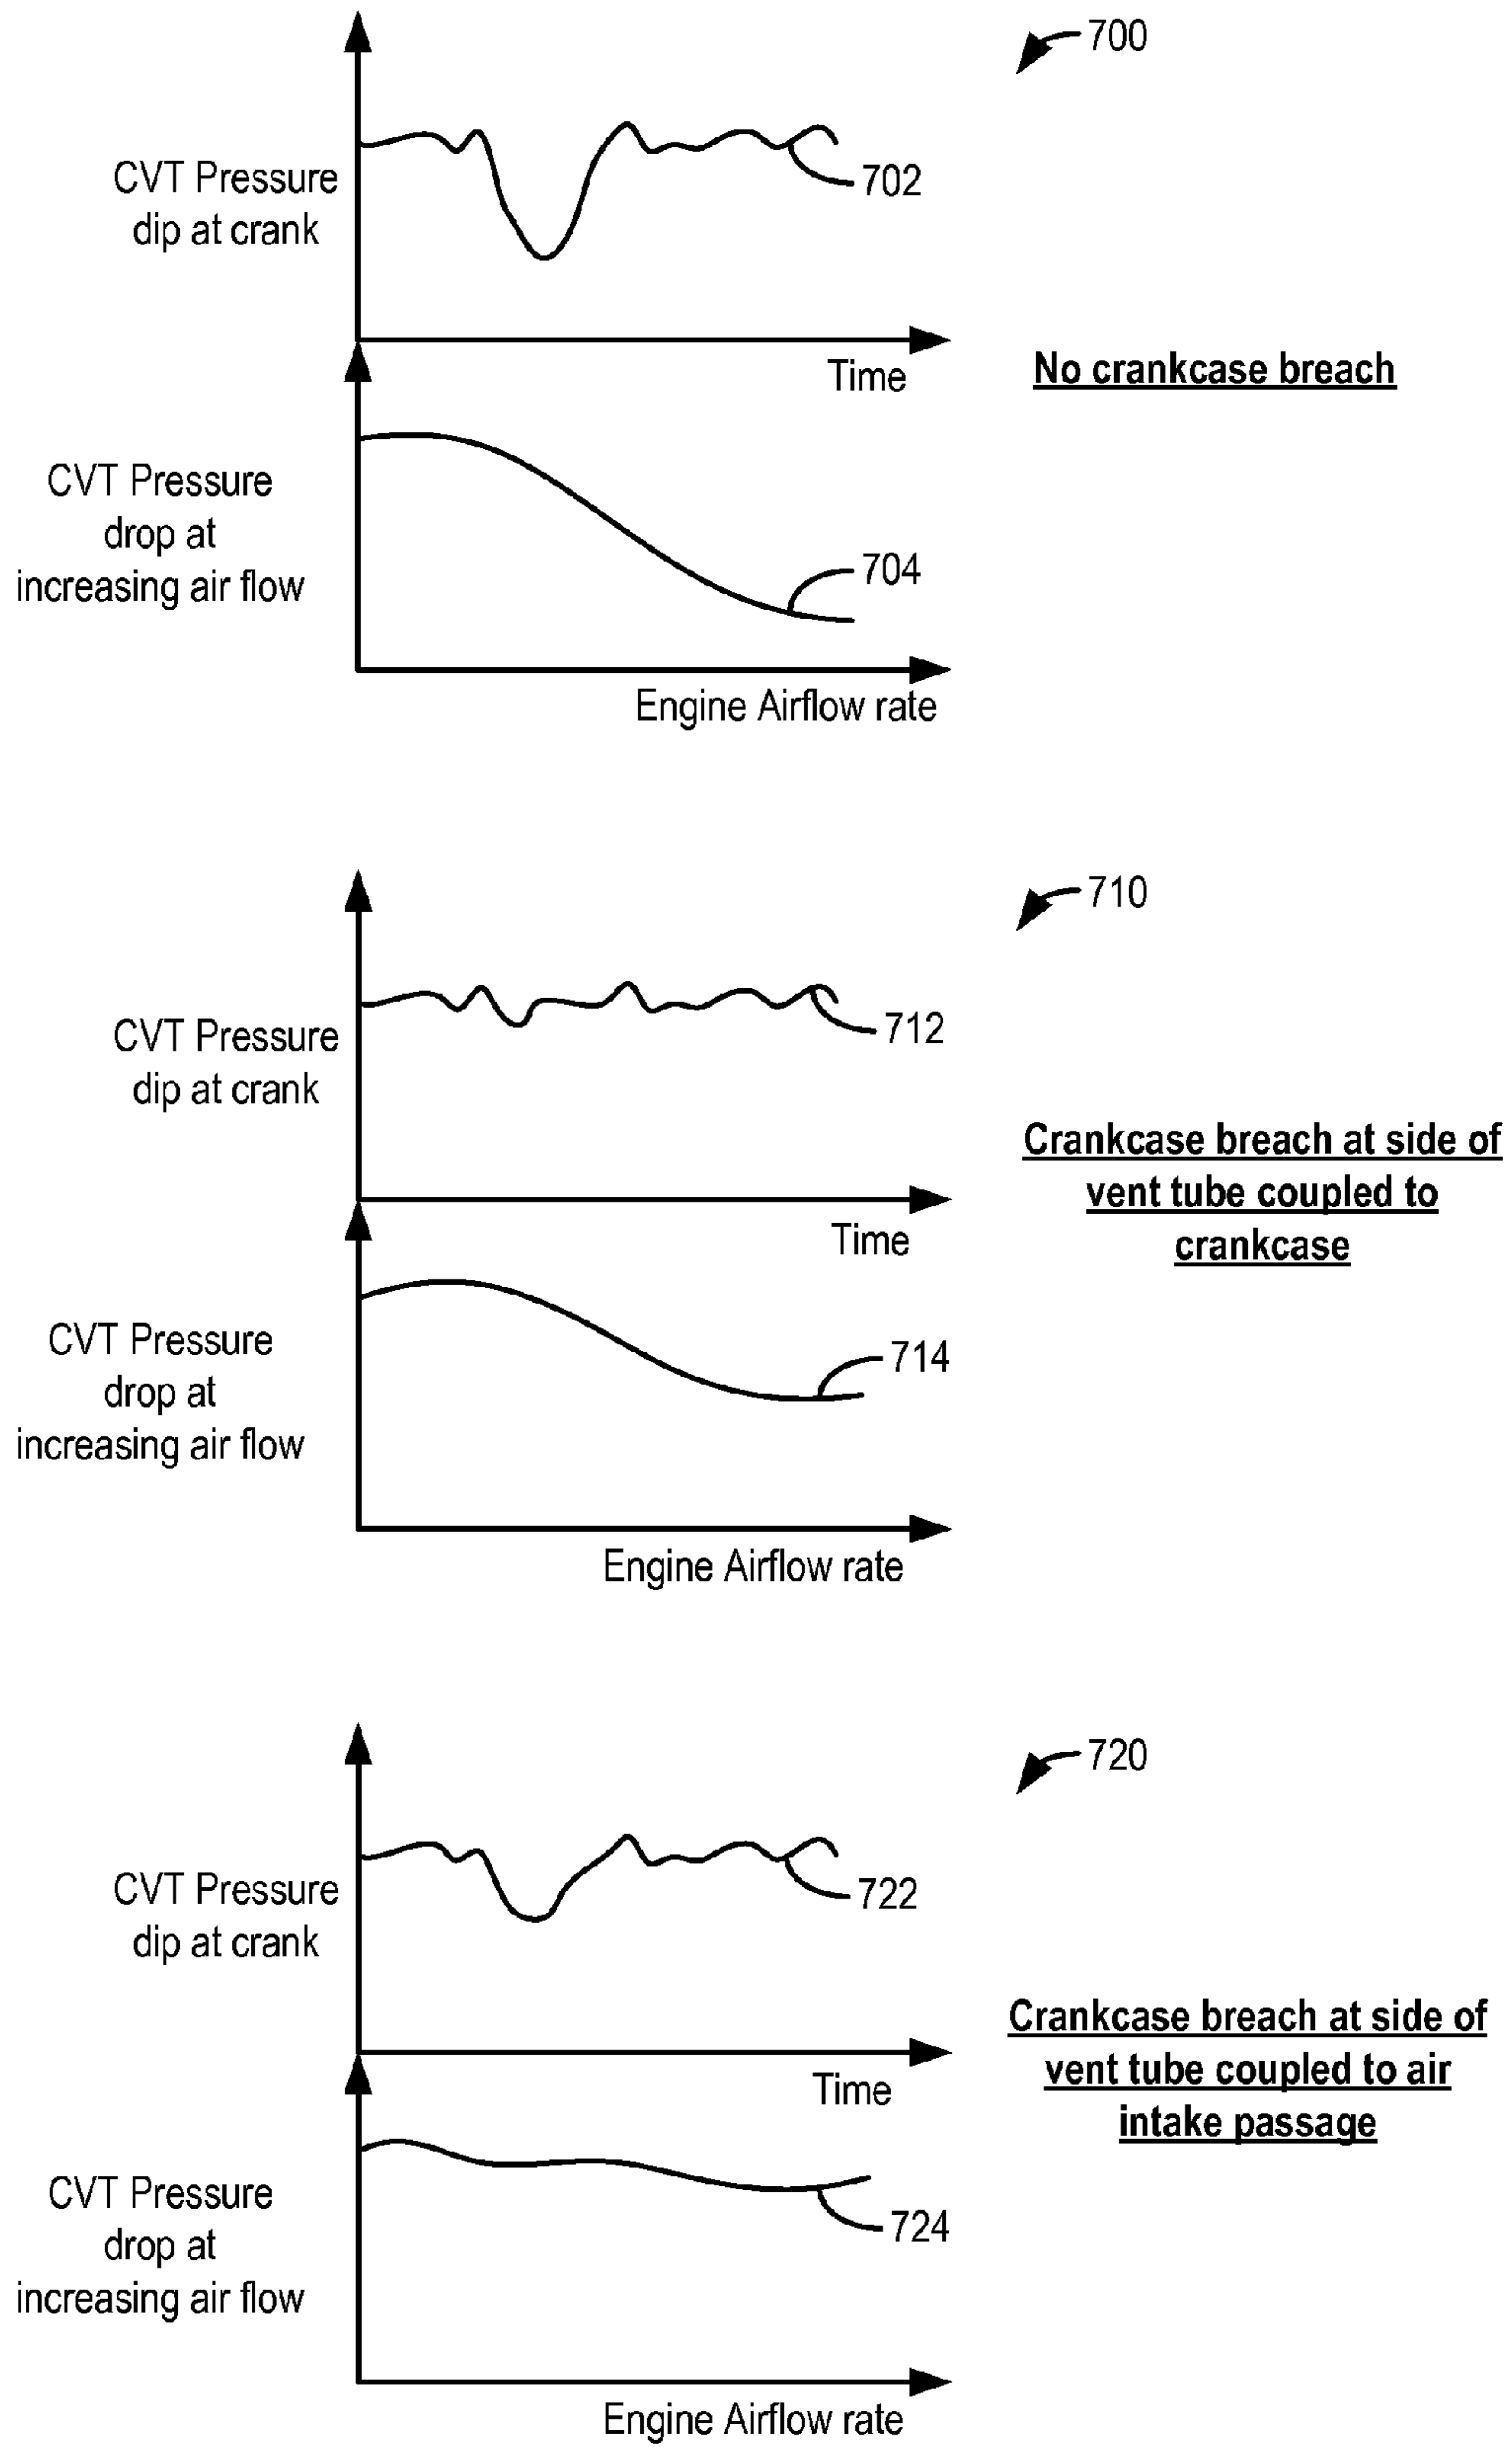 700
CVT Pressure
dip at crank
702
Time
No crankcase breach
CVT Pressure
drop at
increasing air flow
704
Engine Airflow rate
710
CVT Pressure
dip at crank
712
Time
Crankcase breach at side of
vent tube coupled to
crankcase
CVT Pressure
drop at
increasing air flow
714
Engine Airflow rate
720
CVT Pressure
dip at crank
722
Time
Crankcase breach at side of
vent tube coupled to air
intake passage
CVT Pressure
drop at
increasing air flow
724
Engine Airflow rate